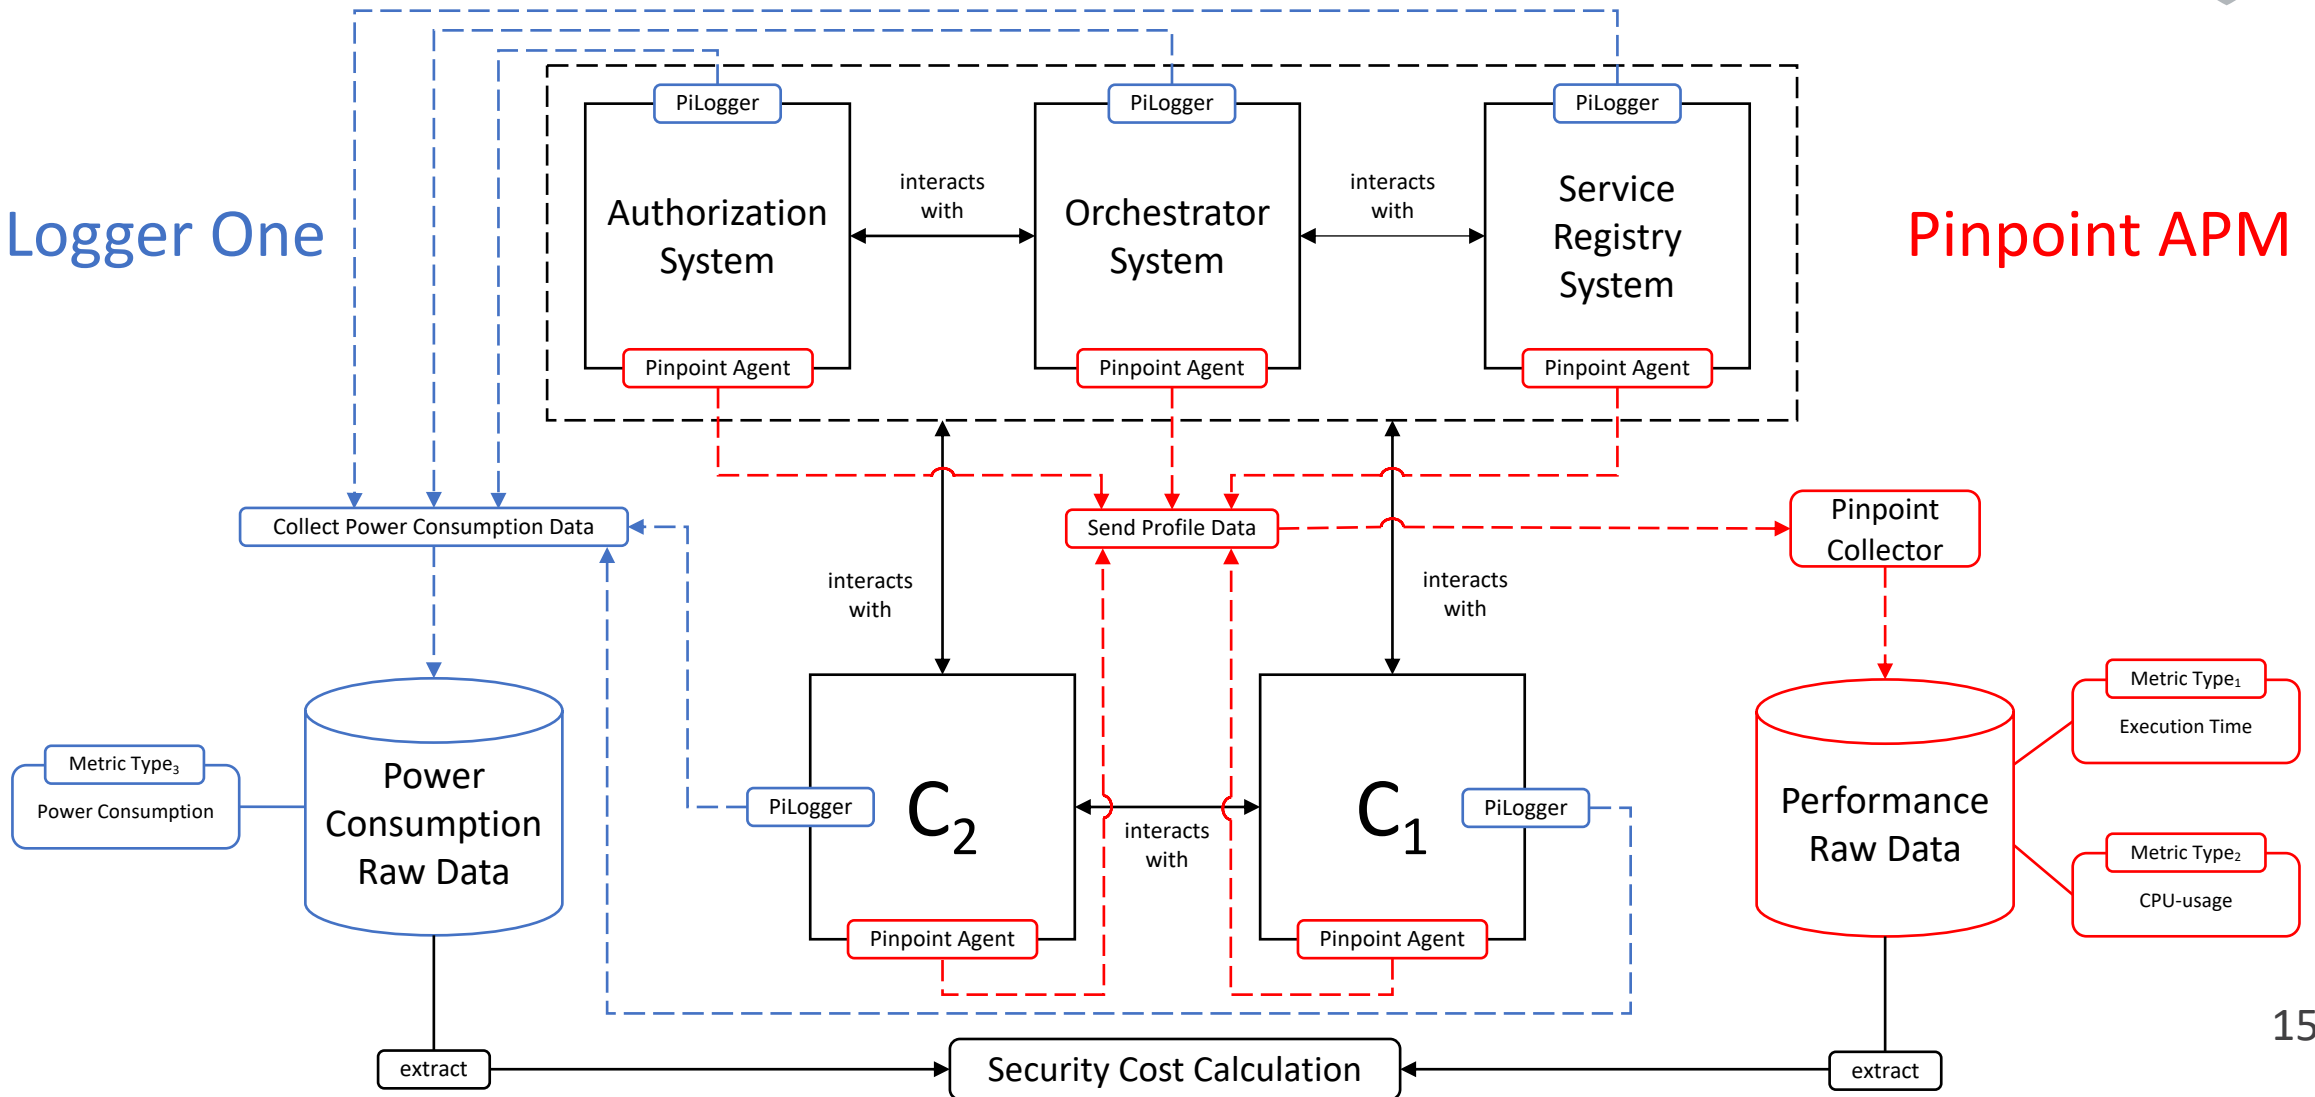 PiLogger
PiLogger
PiLogger
Logger One
Authorization
System
interacts
with
Orchestrator
System
interacts
with
Service
Registry
System
Pinpoint APM
Pinpoint Agent
Pinpoint Agent
Pinpoint Agent
Collect Power Consumption Data
Send Profile Data
Pinpoint
Collector
interacts
with
interacts
with
Metric Type₃
Power Consumption
Power
Consumption
Raw Data
PiLogger
C₂
interacts
with
C₁
PiLogger
Performance
Raw Data
Metric Type₁
Execution Time
Metric Type₂
CPU-usage
Pinpoint Agent
Pinpoint Agent
extract
Security Cost Calculation
extract
15